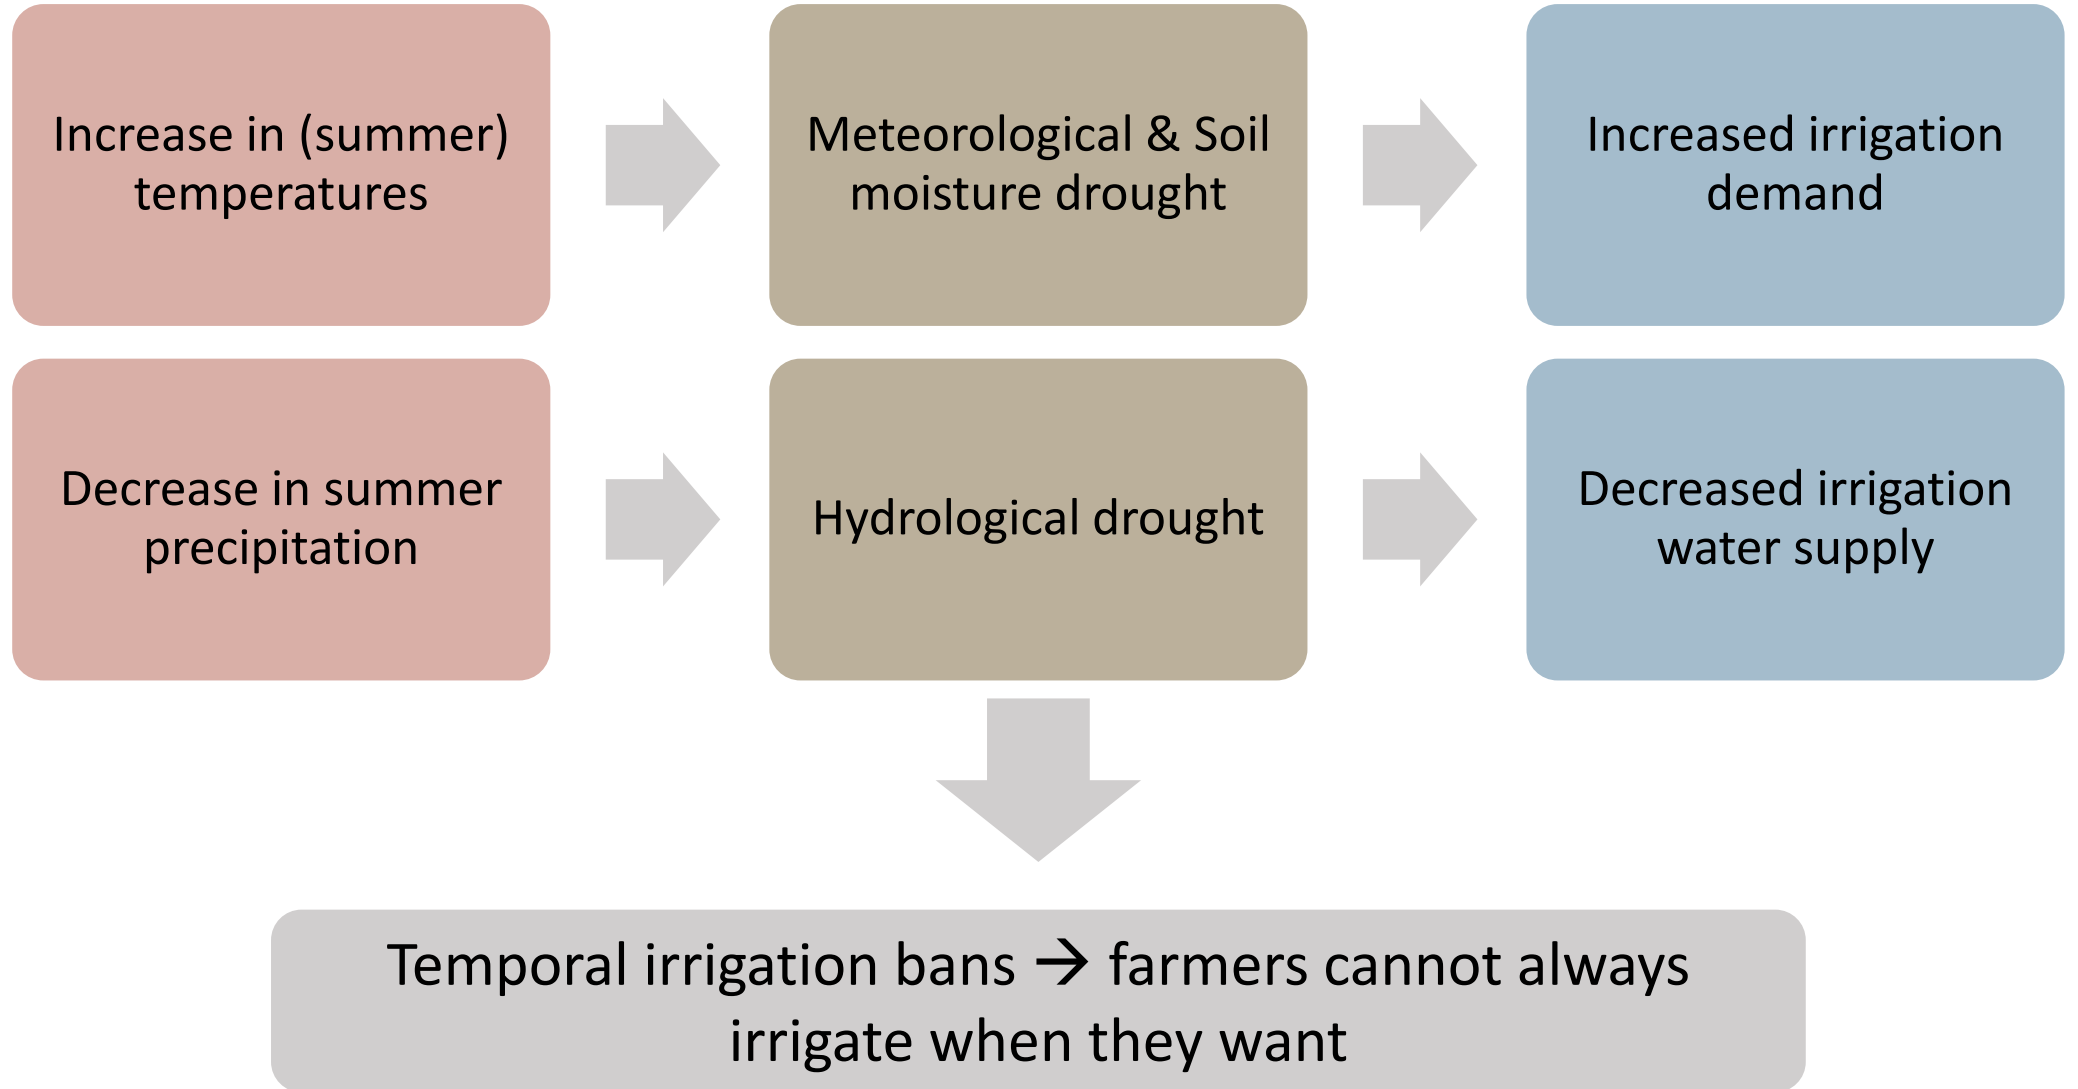 Increase in (summer)
temperatures
Meteorological & Soil
moisture drought
Increased irrigation
demand
Decrease in summer
precipitation
Hydrological drought
Decreased irrigation
water supply
Temporal irrigation bans → farmers cannot always
irrigate when they want